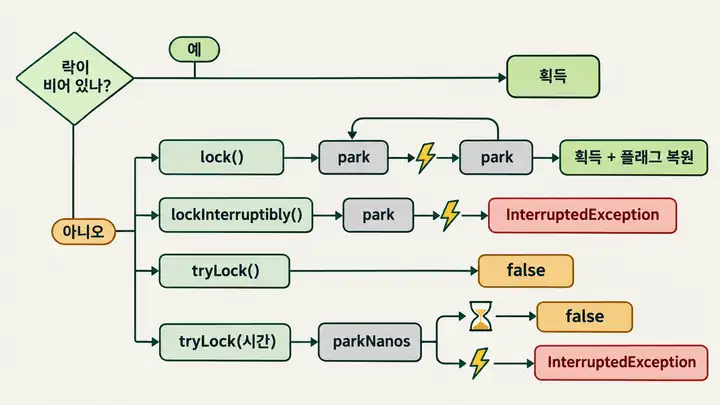 락이
비어 있나?
예
획득
아니오
lock()
park
park
획득 + 플래그 복원
lockInterruptibly()
park
InterruptedException
tryLock()
false
tryLock(시간)
parkNanos
false
InterruptedException